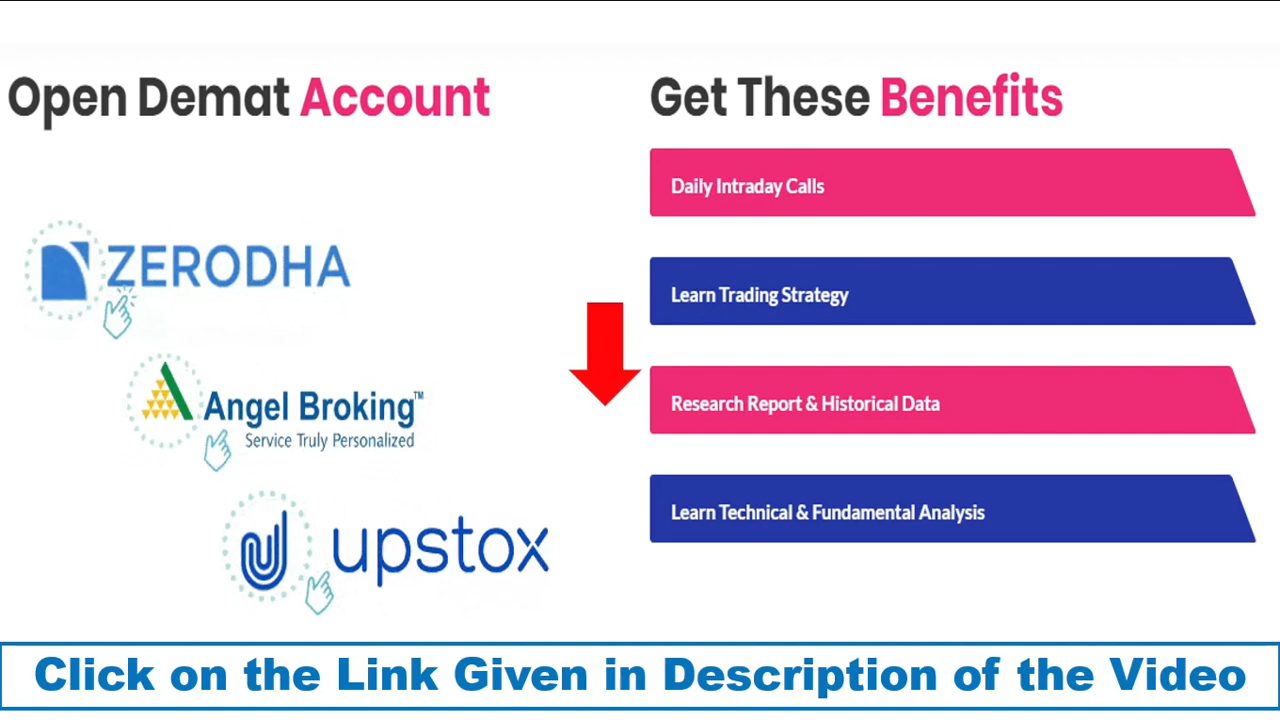 Open Demat Account
ZERODHA
Angel Broking™
Service Truly Personalized
upstox
Get These Benefits
Daily Intraday Calls
Learn Trading Strategy
Research Report & Historical Data
Learn Technical & Fundamental Analysis
Click on the Link Given in Description of the Video